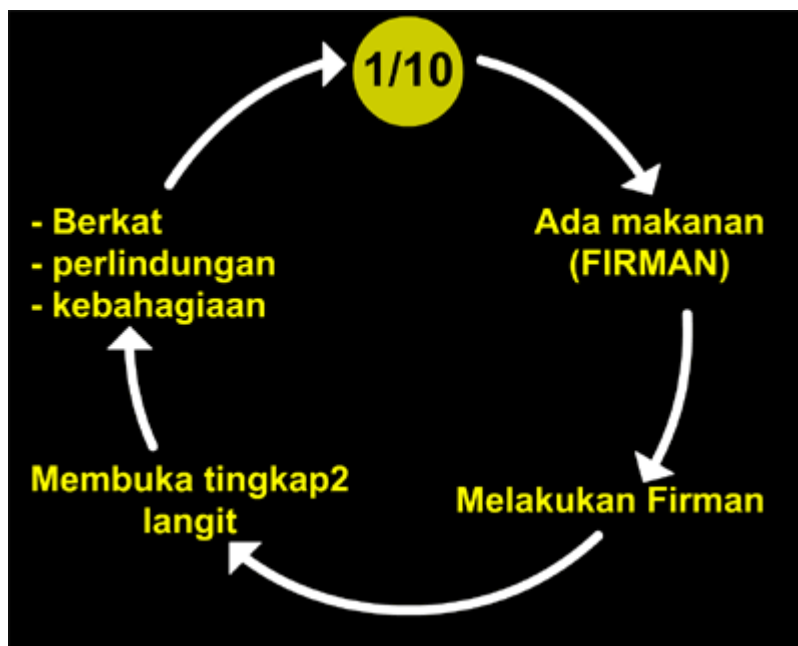 1/10
Ada makanan
(FIRMAN)
Melakukan Firman
Membuka tingkap2
langit
- Berkat
- perlindungan
- kebahagiaan